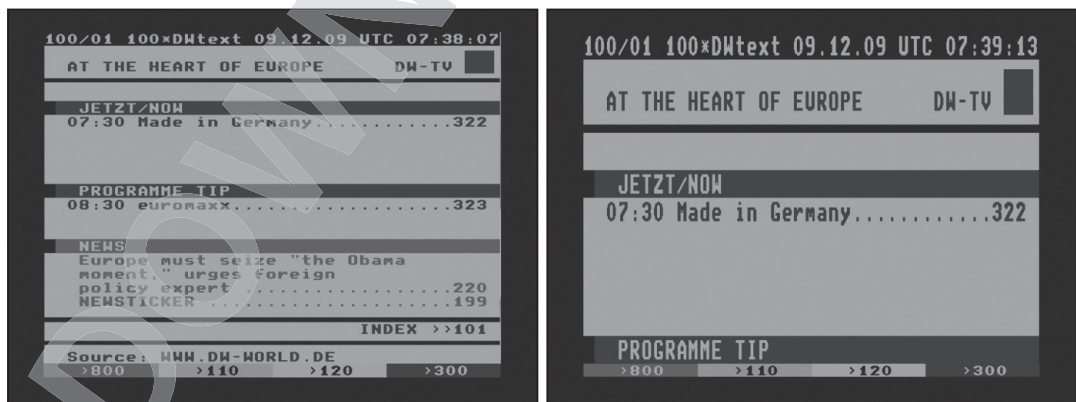 100/01 100*DWtext 09.12.09 UTC 07:38:07
AT THE HEART OF EUROPE DW-TV
JETZT/NOW
07:30 Made in Germany............322
PROGRAMME TIP
08:30 euromaxx...................323
NEWS
Europe must seize "the Obama
moment," urges foreign
policy expert ...................220
NEWSTICKER ......................199
INDEX >>101
Source: WWW.DW-WORLD.DE
>800 >110 >120 >300
100/01 100*DWtext 09.12.09 UTC 07:39:13
AT THE HEART OF EUROPE DW-TV
JETZT/NOW
07:30 Made in Germany............322
PROGRAMME TIP
>800 >110 >120 >300
DOW